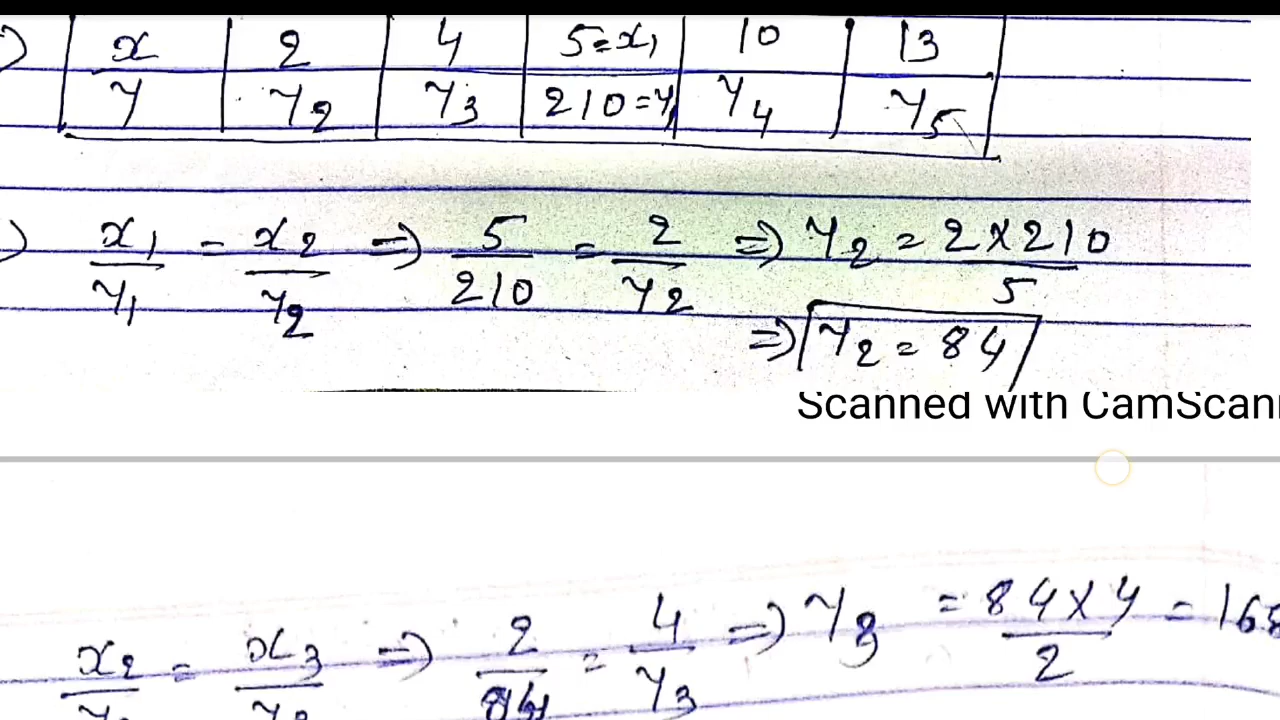 ) x 2 4 5=x₁ 10 13
y y₂ y₃ 210=y₁ y₄ y₅
) x₁/y₁ = x₂/y₂ ⇒ 5/210 = 2/y₂ ⇒ y₂ = 2×210/5
⇒ y₂ = 84
Scanned with CamScan
x₂/y₂ = x₃/y₃ ⇒ 2/84 = 4/y₃ ⇒ y₃ = 84×4/2 = 168